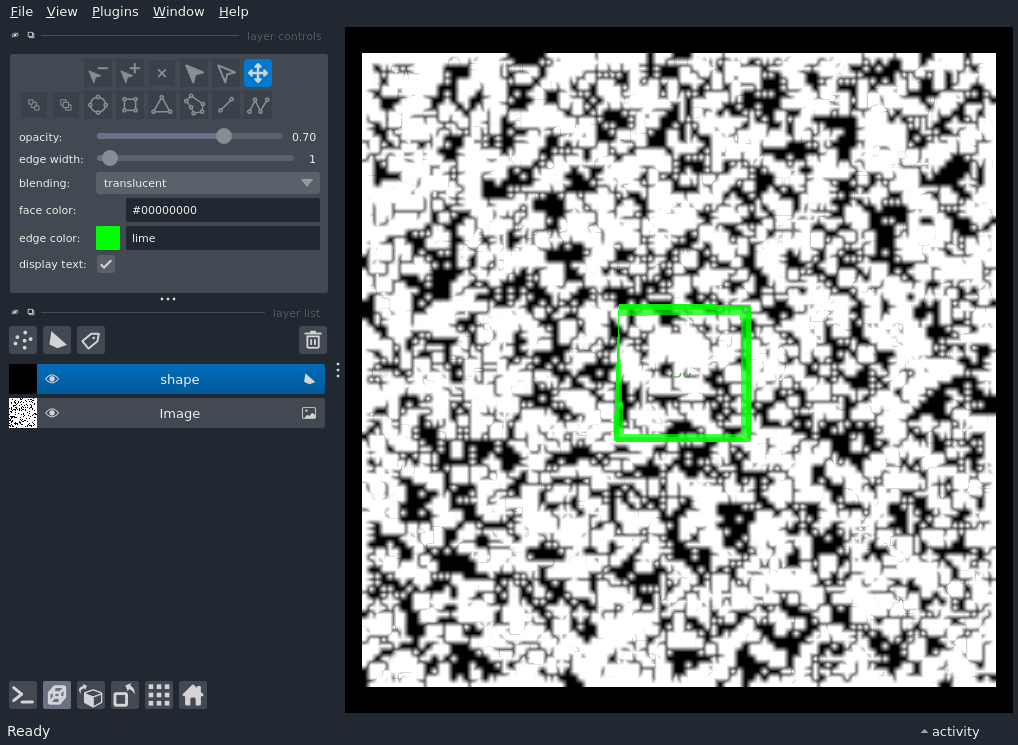 File View Plugins Window Help
layer controls
opacity: 0.70
edge width: 1
blending: translucent
face color: #00000000
edge color: lime
display text:
layer list
shape
Image
Ready
activity